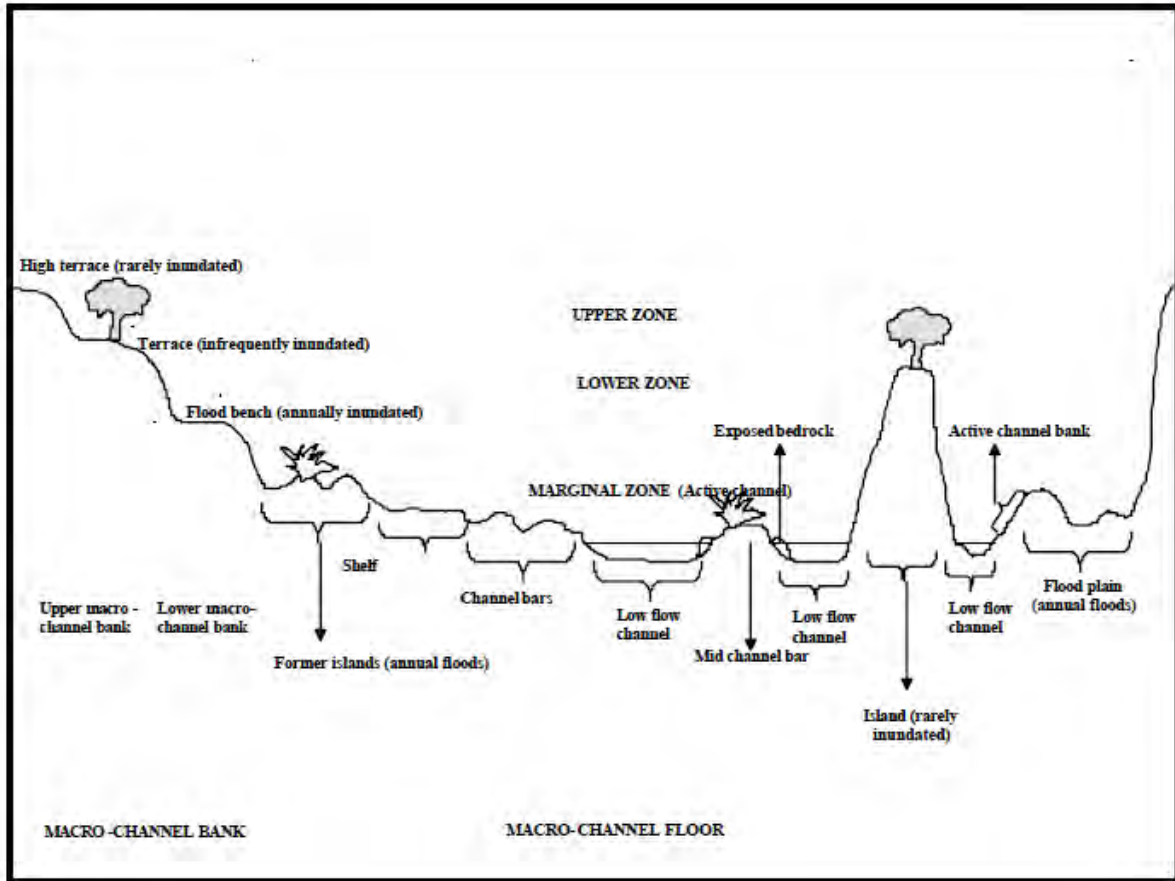 High terrace (rarely inundated)
UPPER ZONE
Terrace (infrequently inundated)
LOWER ZONE
Flood bench (annually inundated)
Exposed bedrock
Active channel bank
MARGINAL ZONE (Active channel)
Shelf
Channel bars
Upper macro -
channel bank
Lower macro-
channel bank
Low flow
channel
Low flow
channel
Low flow
channel
Flood plain
(annual floods)
Former islands (annual floods)
Mid channel bar
Island (rarely
inundated)
MACRO -CHANNEL BANK
MACRO- CHANNEL FLOOR